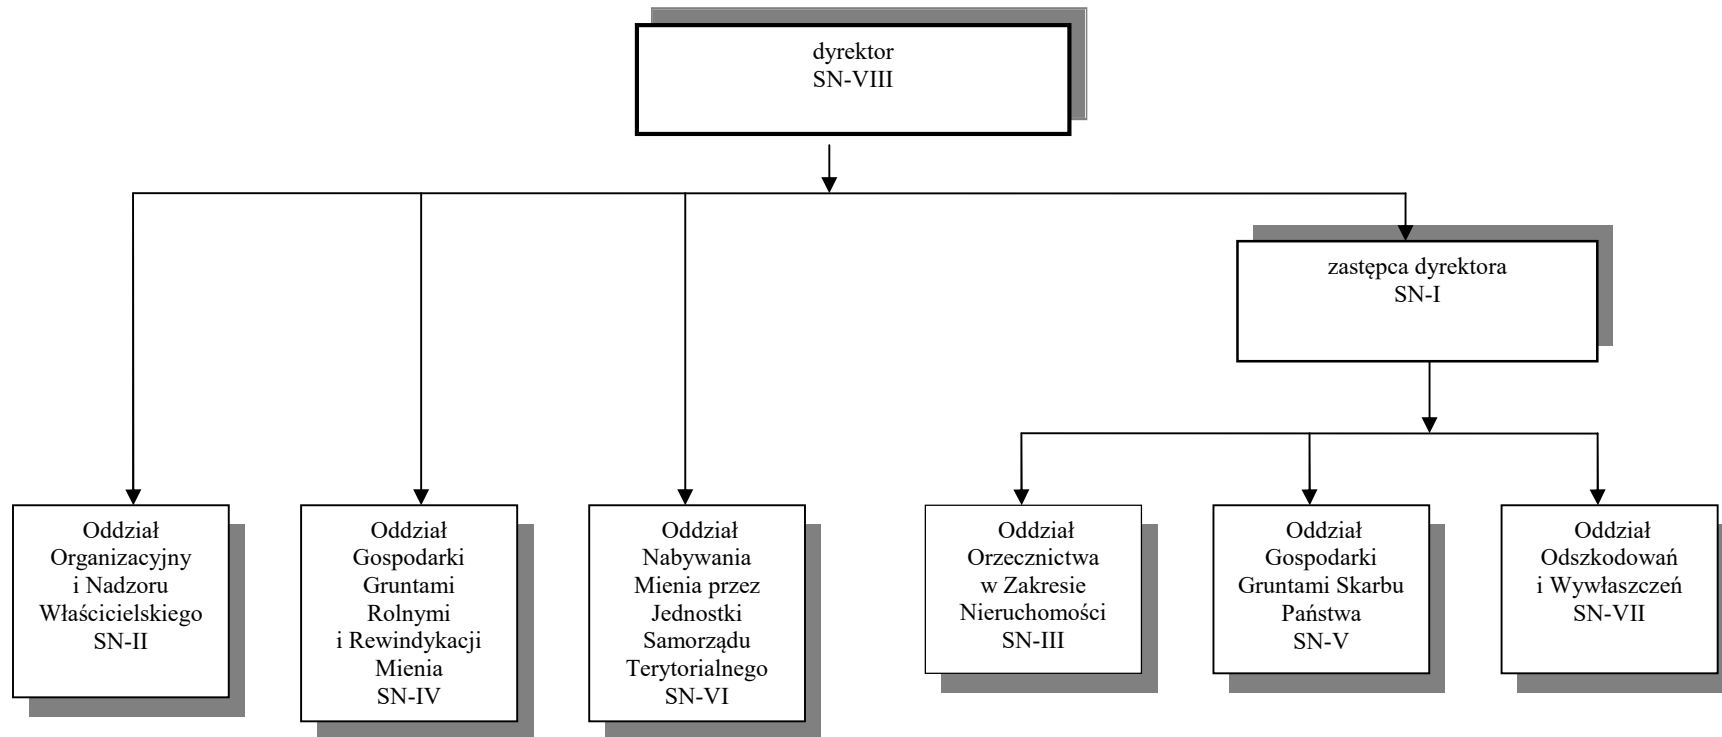 dyrektor
SN-VIII
zastępca dyrektora
SN-I
Oddział
Organizacyjny
i Nadzoru
Właścicielskiego
SN-II
Oddział
Gospodarki
Gruntami
Rolnymi
i Rewindykacji
Mienia
SN-IV
Oddział
Nabywania
Mienia przez
Jednostki
Samorządu
Terytorialnego
SN-VI
Oddział
Orzecznictwa
w Zakresie
Nieruchomości
SN-III
Oddział
Gospodarki
Gruntami Skarbu
Państwa
SN-V
Oddział
Odszkodowań
i Wywłaszczeń
SN-VII